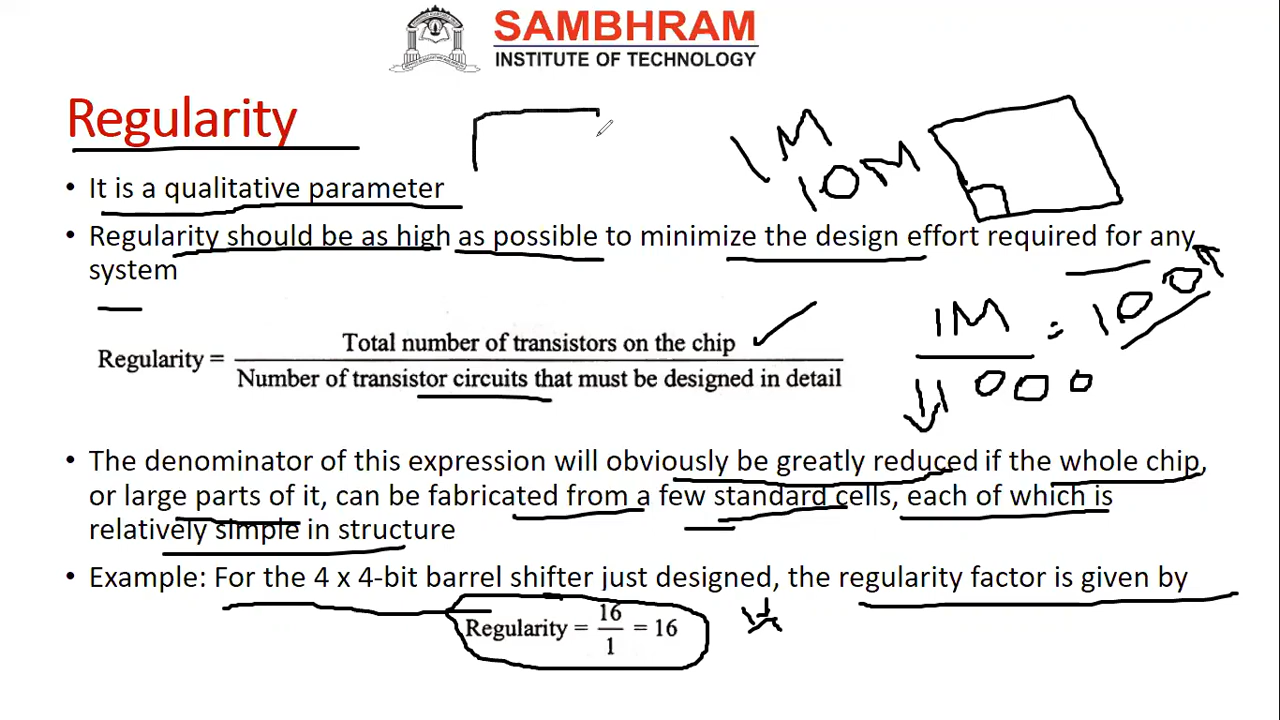 SAMBHRAM
INSTITUTE OF TECHNOLOGY
Regularity
1M
10M
• It is a qualitative parameter
• Regularity should be as high as possible to minimize the design effort required for any
system
Regularity = Total number of transistors on the chip
Number of transistor circuits that must be designed in detail
1M = 100
1000
• The denominator of this expression will obviously be greatly reduced if the whole chip,
or large parts of it, can be fabricated from a few standard cells, each of which is
relatively simple in structure
• Example: For the 4 x 4-bit barrel shifter just designed, the regularity factor is given by
Regularity = 16/1 = 16